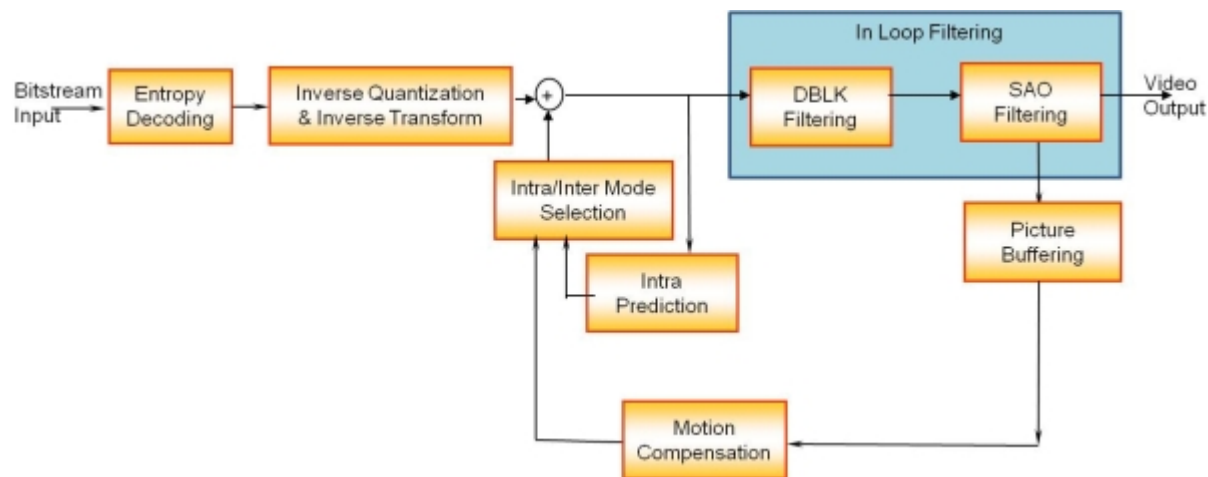 In Loop Filtering
Bitstream
Input
Entropy
Decoding
Inverse Quantization
& Inverse Transform
+
DBLK
Filtering
SAO
Filtering
Video
Output
Intra/Inter Mode
Selection
Picture
Buffering
Intra
Prediction
Motion
Compensation